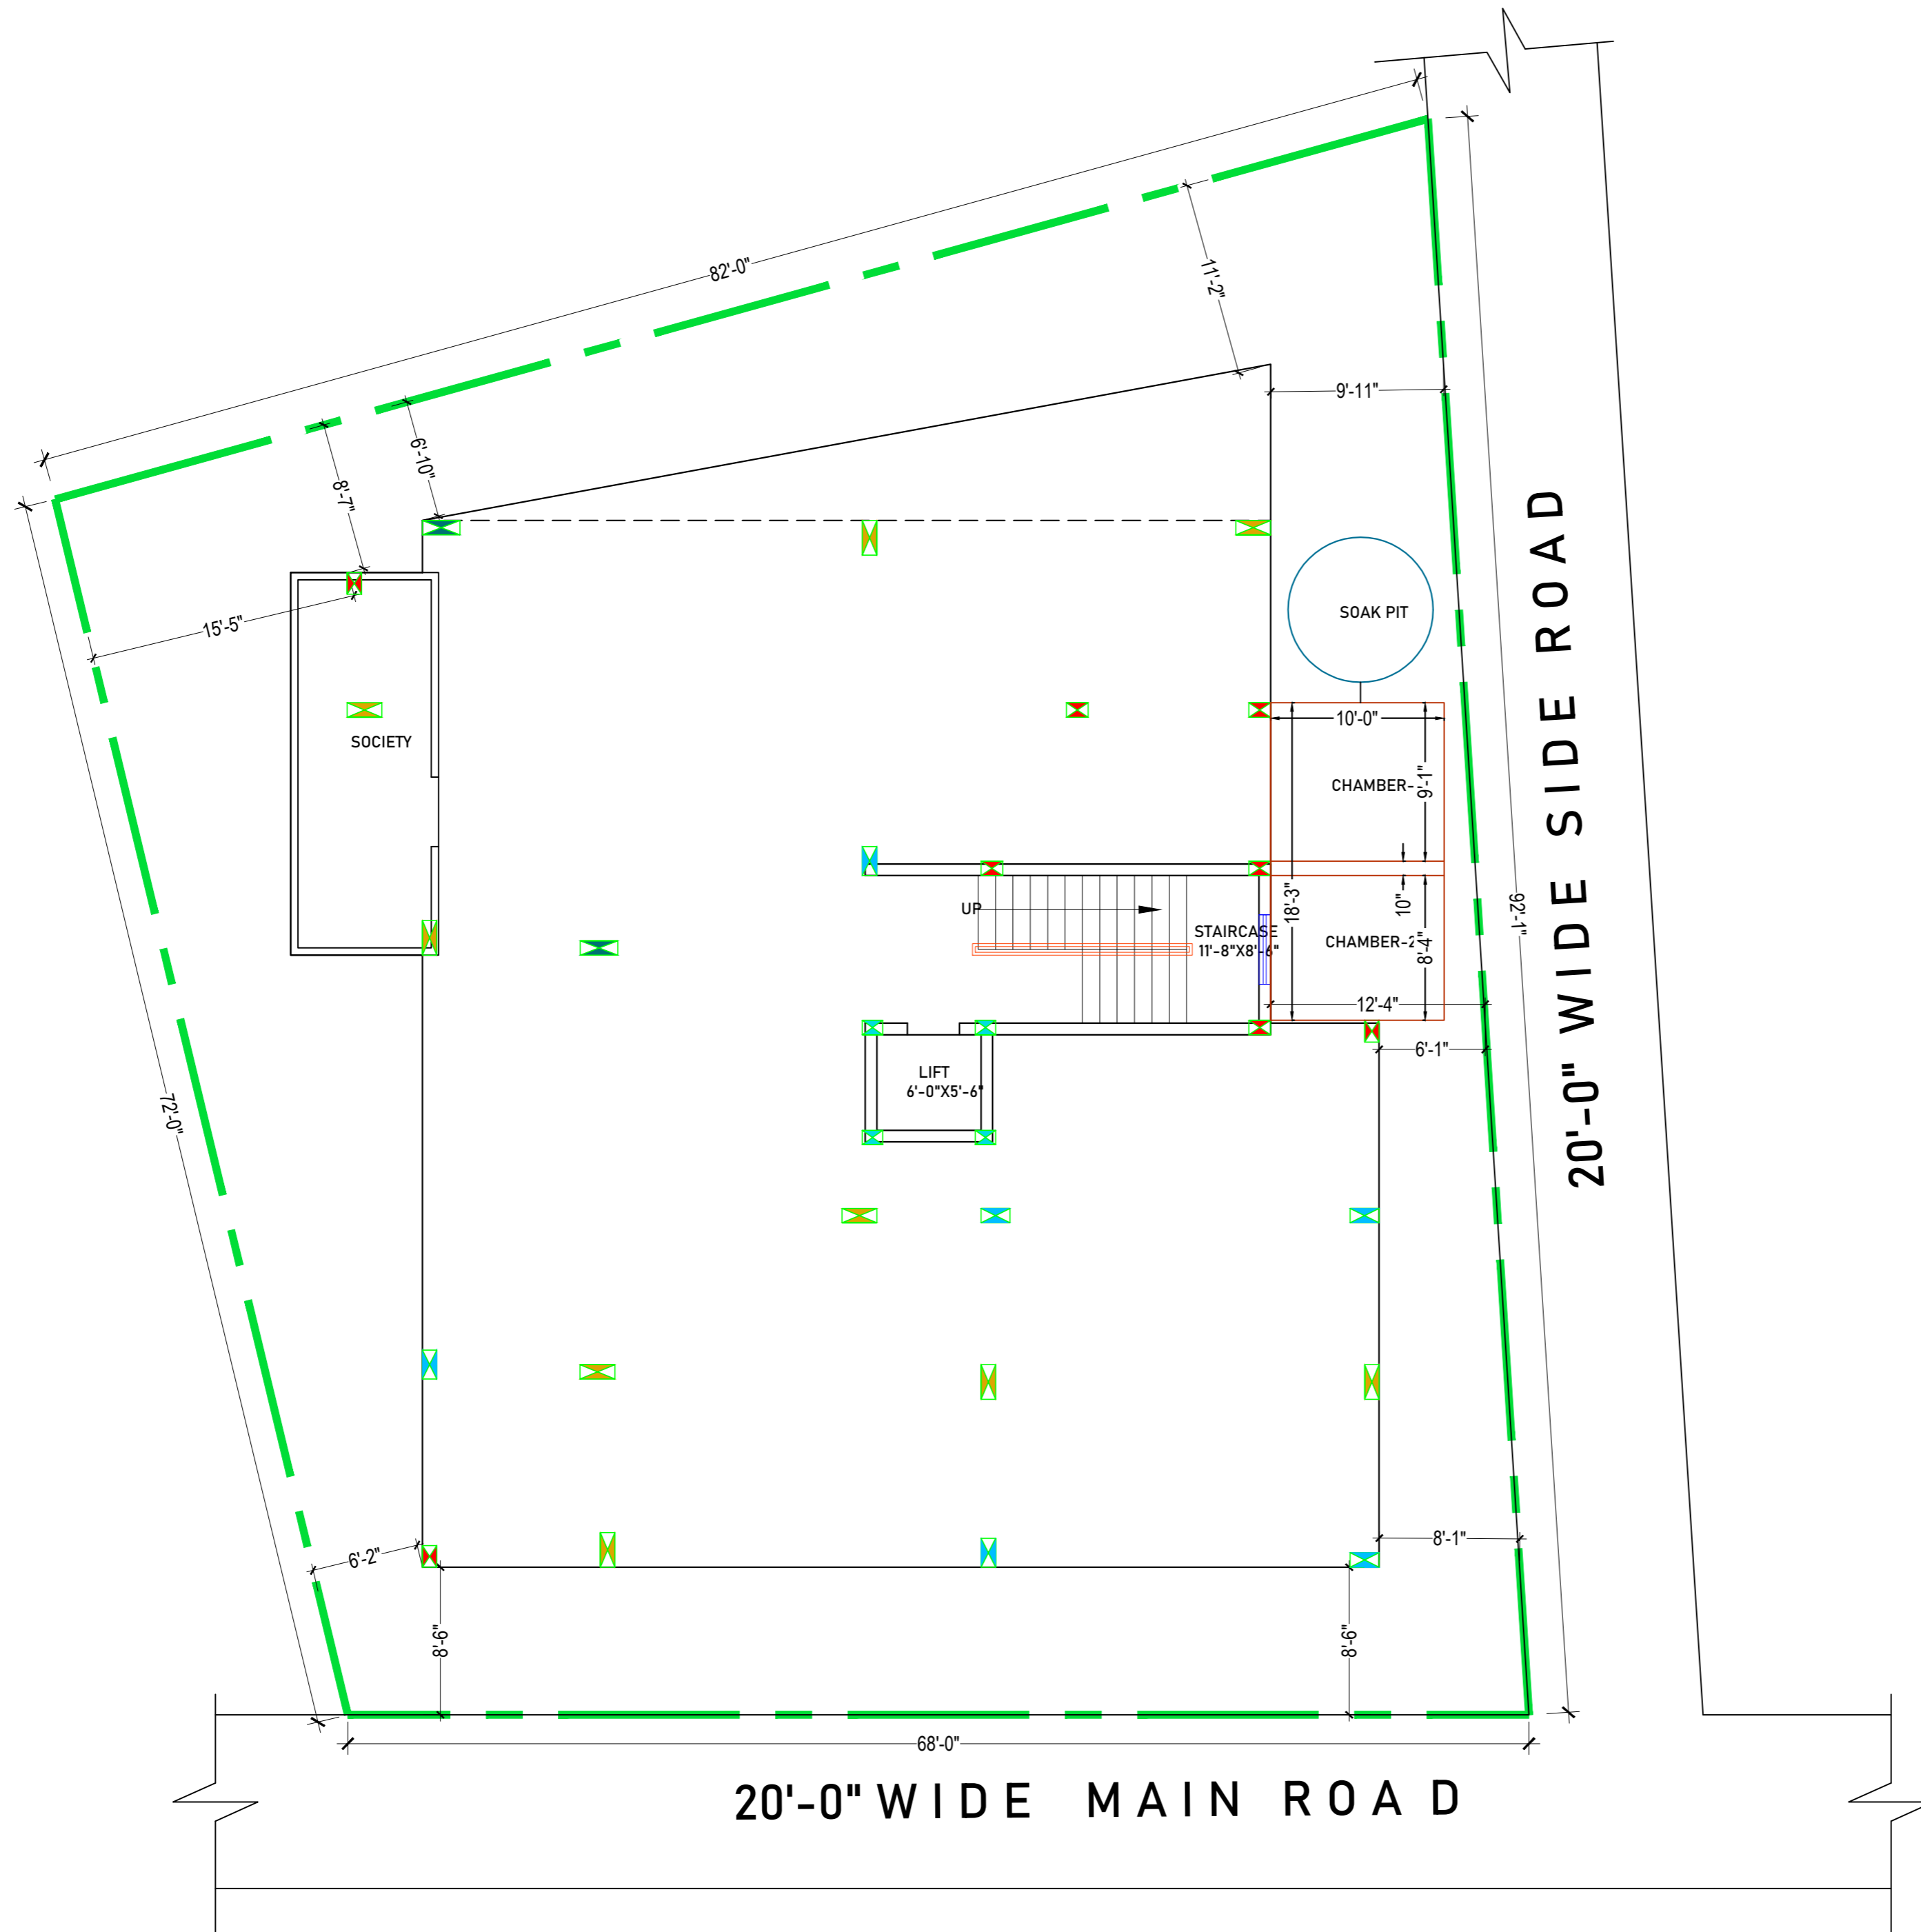 82'-0"
11'-2"
9'-11"
6'-10"
8'-7"
15'-5"
SOAK PIT
SOCIETY
10'-0"
CHAMBER-
9'-1"
18'-3"
10"
UP
STAIRCASE
11'-8"X8'-6"
CHAMBER-2
8'-4"
92'-1"
12'-4"
6'-1"
LIFT
6'-0"X5'-6"
72'-0"
6'-2"
8'-1"
8'-6"
8'-6"
68'-0"
20'-0" WIDE SIDE ROAD
20'-0" WIDE MAIN ROAD